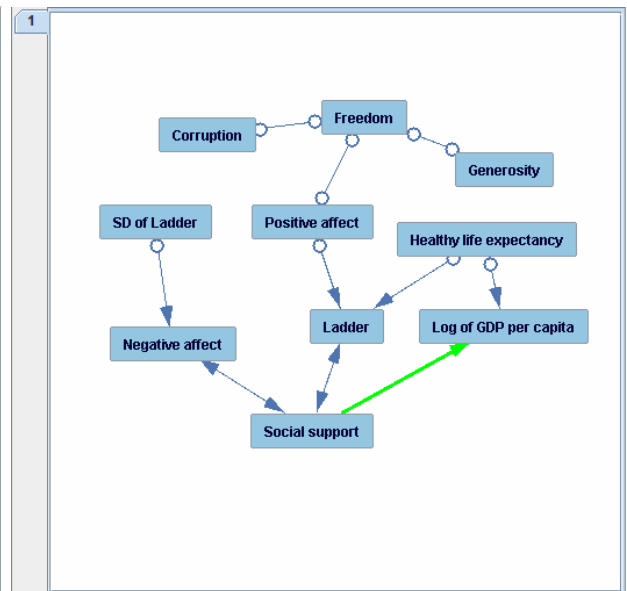 1
Freedom
Corruption
Generosity
SD of Ladder
Positive affect
Healthy life expectancy
Ladder
Log of GDP per capita
Negative affect
Social support